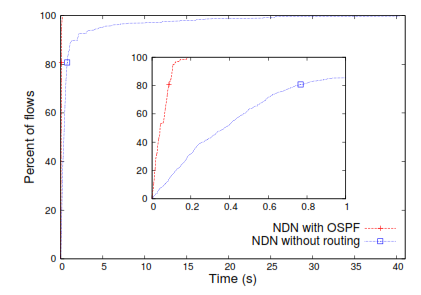 100
80
60
40
20
0
Percent of flows
100
80
60
40
20
0
0 0.2 0.4 0.6 0.8 1
NDN with OSPF
NDN without routing
0 5 10 15 20 25 30 35 40
Time (s)